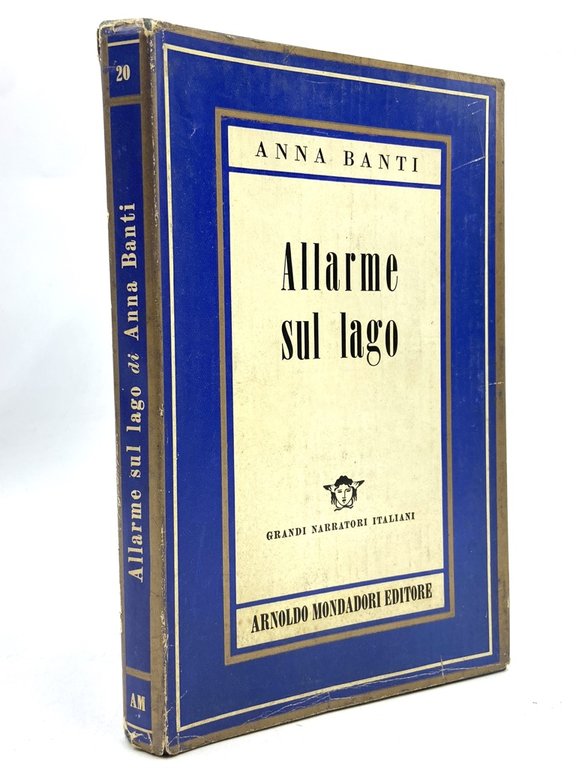 20
Allarme sul lago di Anna Banti
AM
ANNA BANTI
Allarme
sul lago
GRANDI NARRATORI ITALIANI
ARNOLDO MONDADORI EDITORE